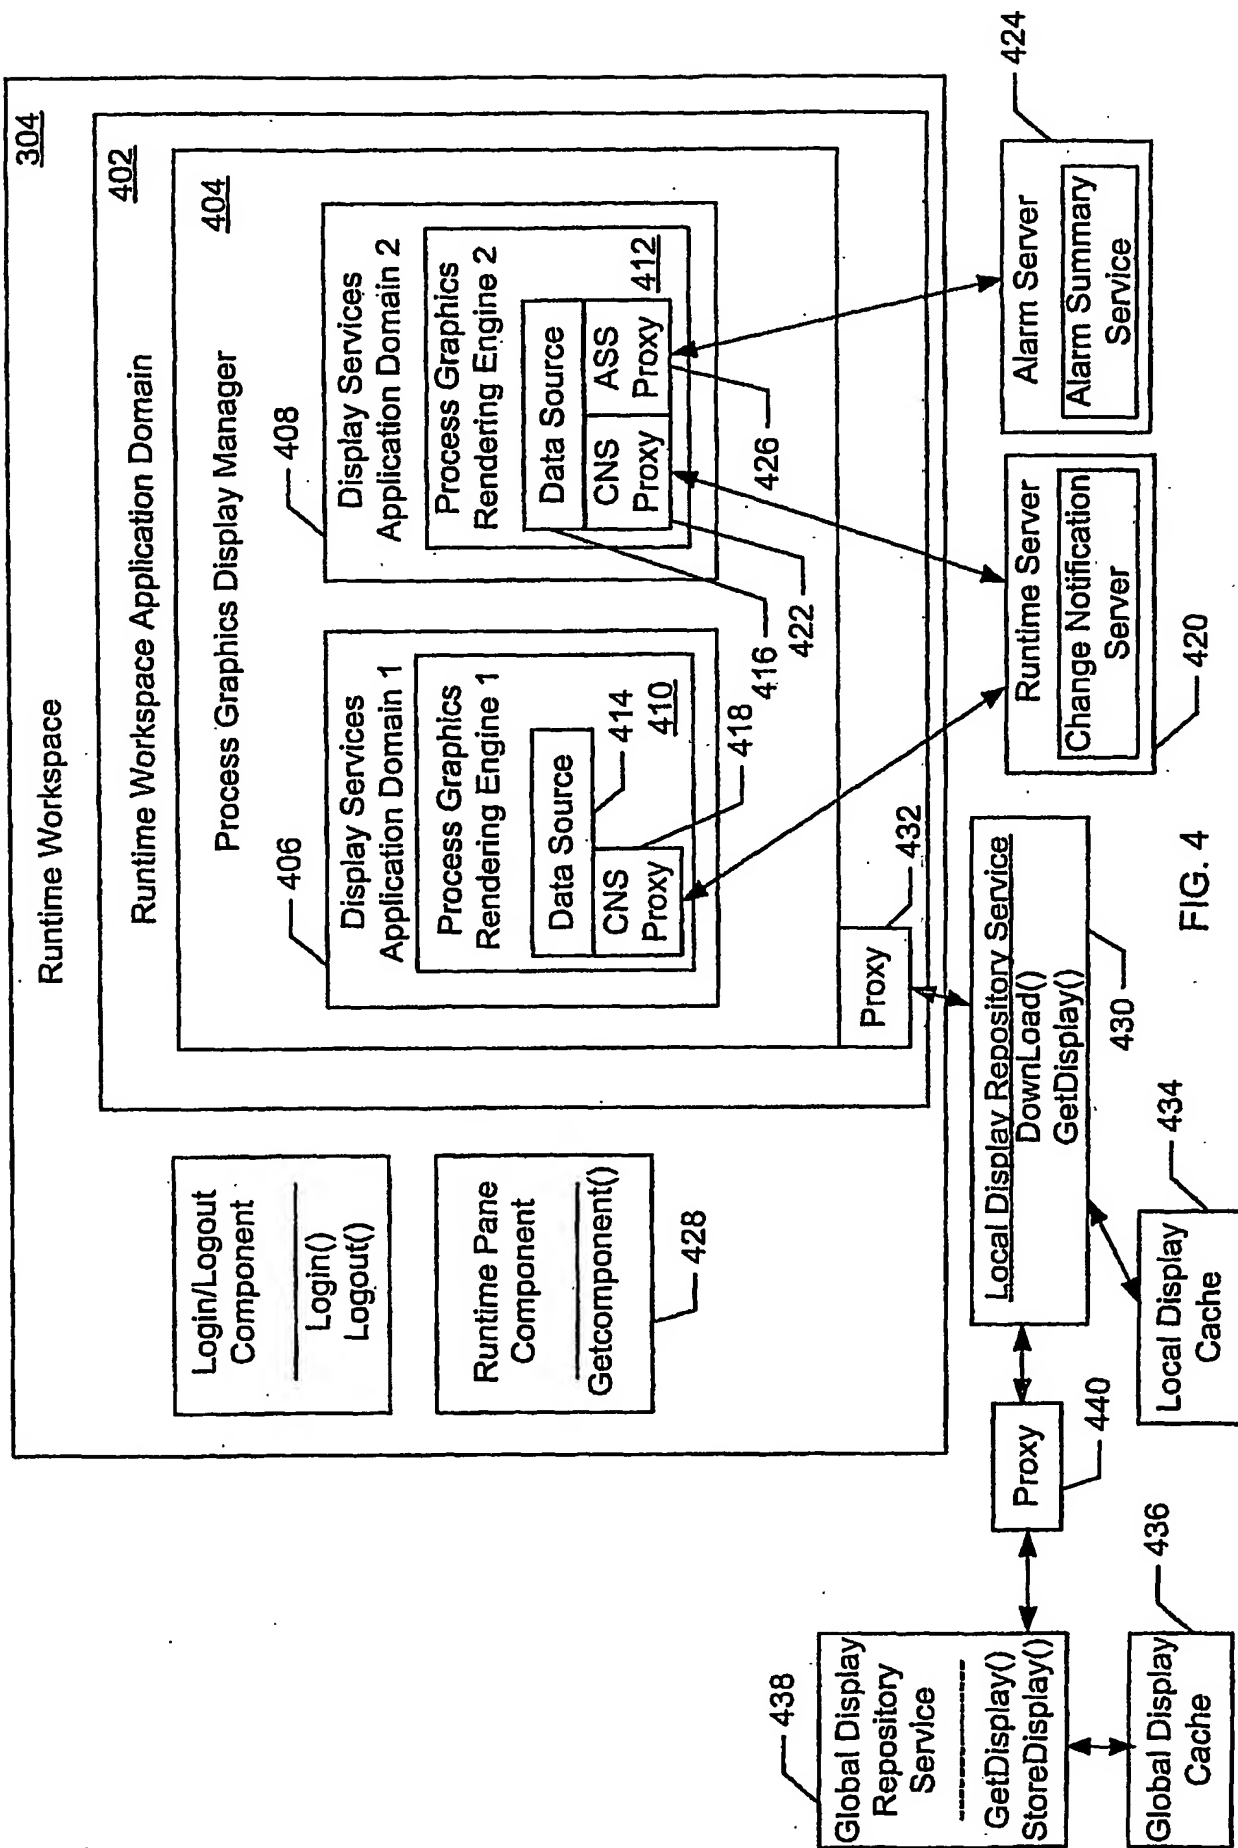 Runtime Workspace
304
Runtime Workspace Application Domain
402
Process Graphics Display Manager
404
Login/Logout
Component
Login()
Logout()
Runtime Pane
Component
Getcomponent()
428
406
Display Services
Application Domain 1
Process Graphics
Rendering Engine 1
Data Source
CNS
Proxy
414
410
418
408
Display Services
Application Domain 2
Process Graphics
Rendering Engine 2
Data Source
CNS
Proxy
ASS
Proxy
412
416
422
426
Proxy
432
Local Display Repository Service
DownLoad()
GetDisplay()
430
Runtime Server
Change Notification
Server
420
Alarm Server
Alarm Summary
Service
424
Proxy
440
Local Display
Cache
434
438
Global Display
Repository
Service
GetDisplay()
StoreDisplay()
Global Display
Cache
436
FIG. 4